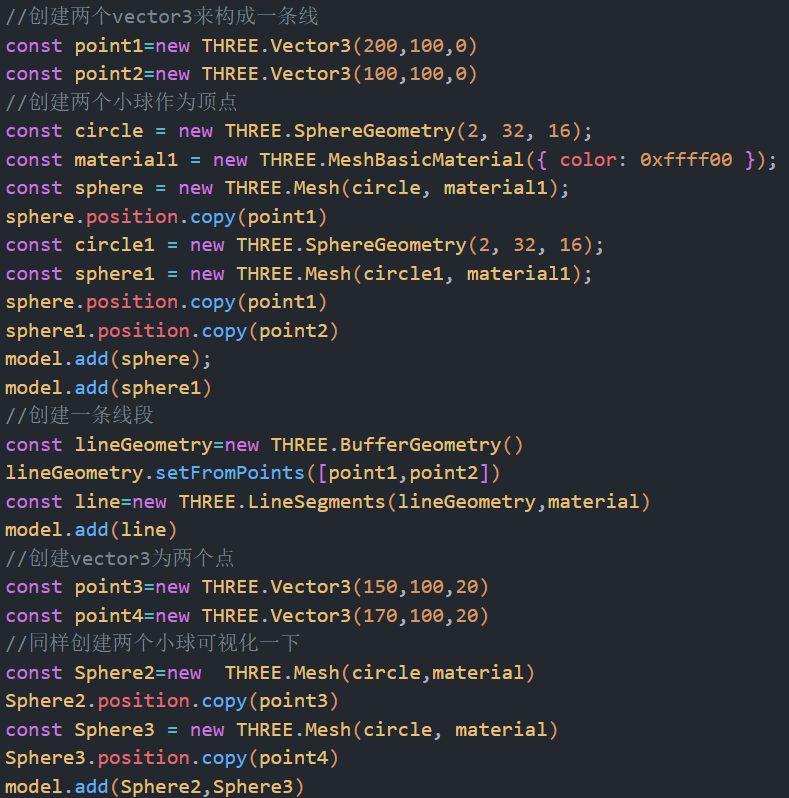 //创建两个vector3来构成一条线
const point1=new THREE.Vector3(200,100,0)
const point2=new THREE.Vector3(100,100,0)
//创建两个小球作为顶点
const circle = new THREE.SphereGeometry(2, 32, 16);
const material1 = new THREE.MeshBasicMaterial({ color: 0xffff00 });
const sphere = new THREE.Mesh(circle, material1);
sphere.position.copy(point1)
const circle1 = new THREE.SphereGeometry(2, 32, 16);
const sphere1 = new THREE.Mesh(circle1, material1);
sphere.position.copy(point1)
sphere1.position.copy(point2)
model.add(sphere);
model.add(sphere1)
//创建一条线段
const lineGeometry=new THREE.BufferGeometry()
lineGeometry.setFromPoints([point1,point2])
const line=new THREE.LineSegments(lineGeometry,material)
model.add(line)
//创建vector3为两个点
const point3=new THREE.Vector3(150,100,20)
const point4=new THREE.Vector3(170,100,20)
//同样创建两个小球可视化一下
const Sphere2=new  THREE.Mesh(circle,material)
Sphere2.position.copy(point3)
const Sphere3 = new THREE.Mesh(circle, material)
Sphere3.position.copy(point4)
model.add(Sphere2,Sphere3)